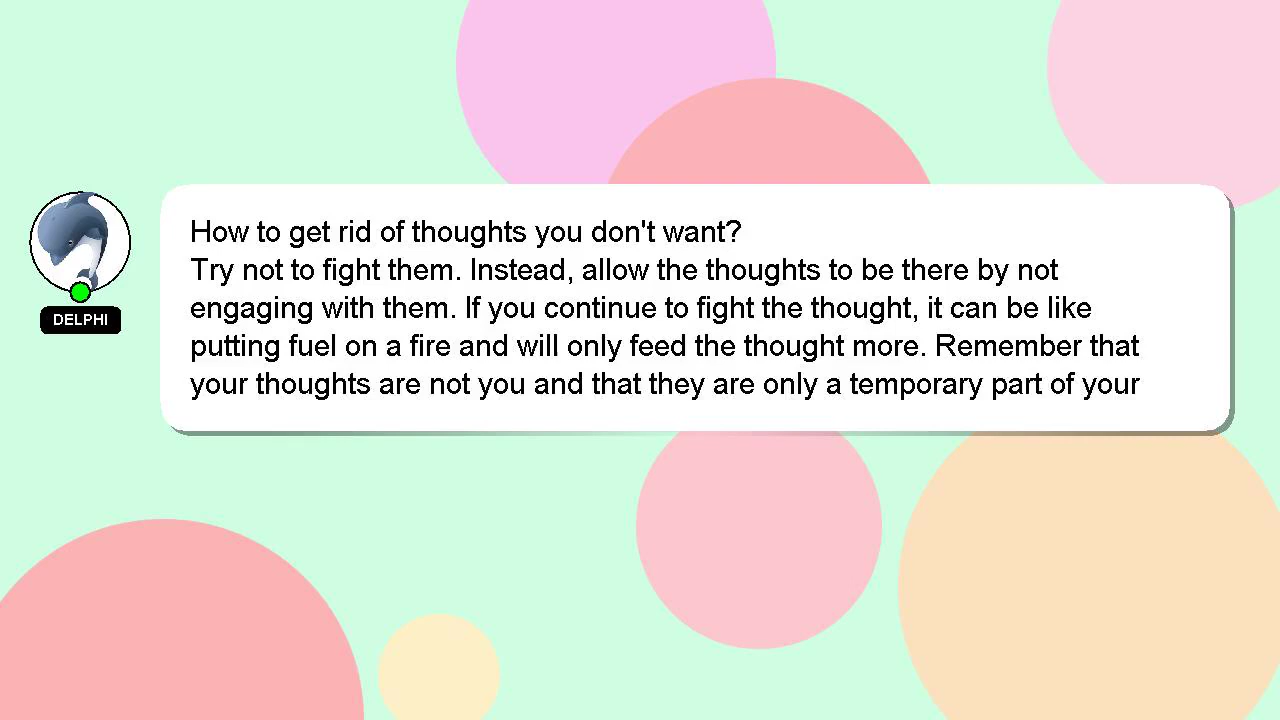 How to get rid of thoughts you don't want?
Try not to fight them. Instead, allow the thoughts to be there by not
engaging with them. If you continue to fight the thought, it can be like
putting fuel on a fire and will only feed the thought more. Remember that
your thoughts are not you and that they are only a temporary part of your
DELPHI